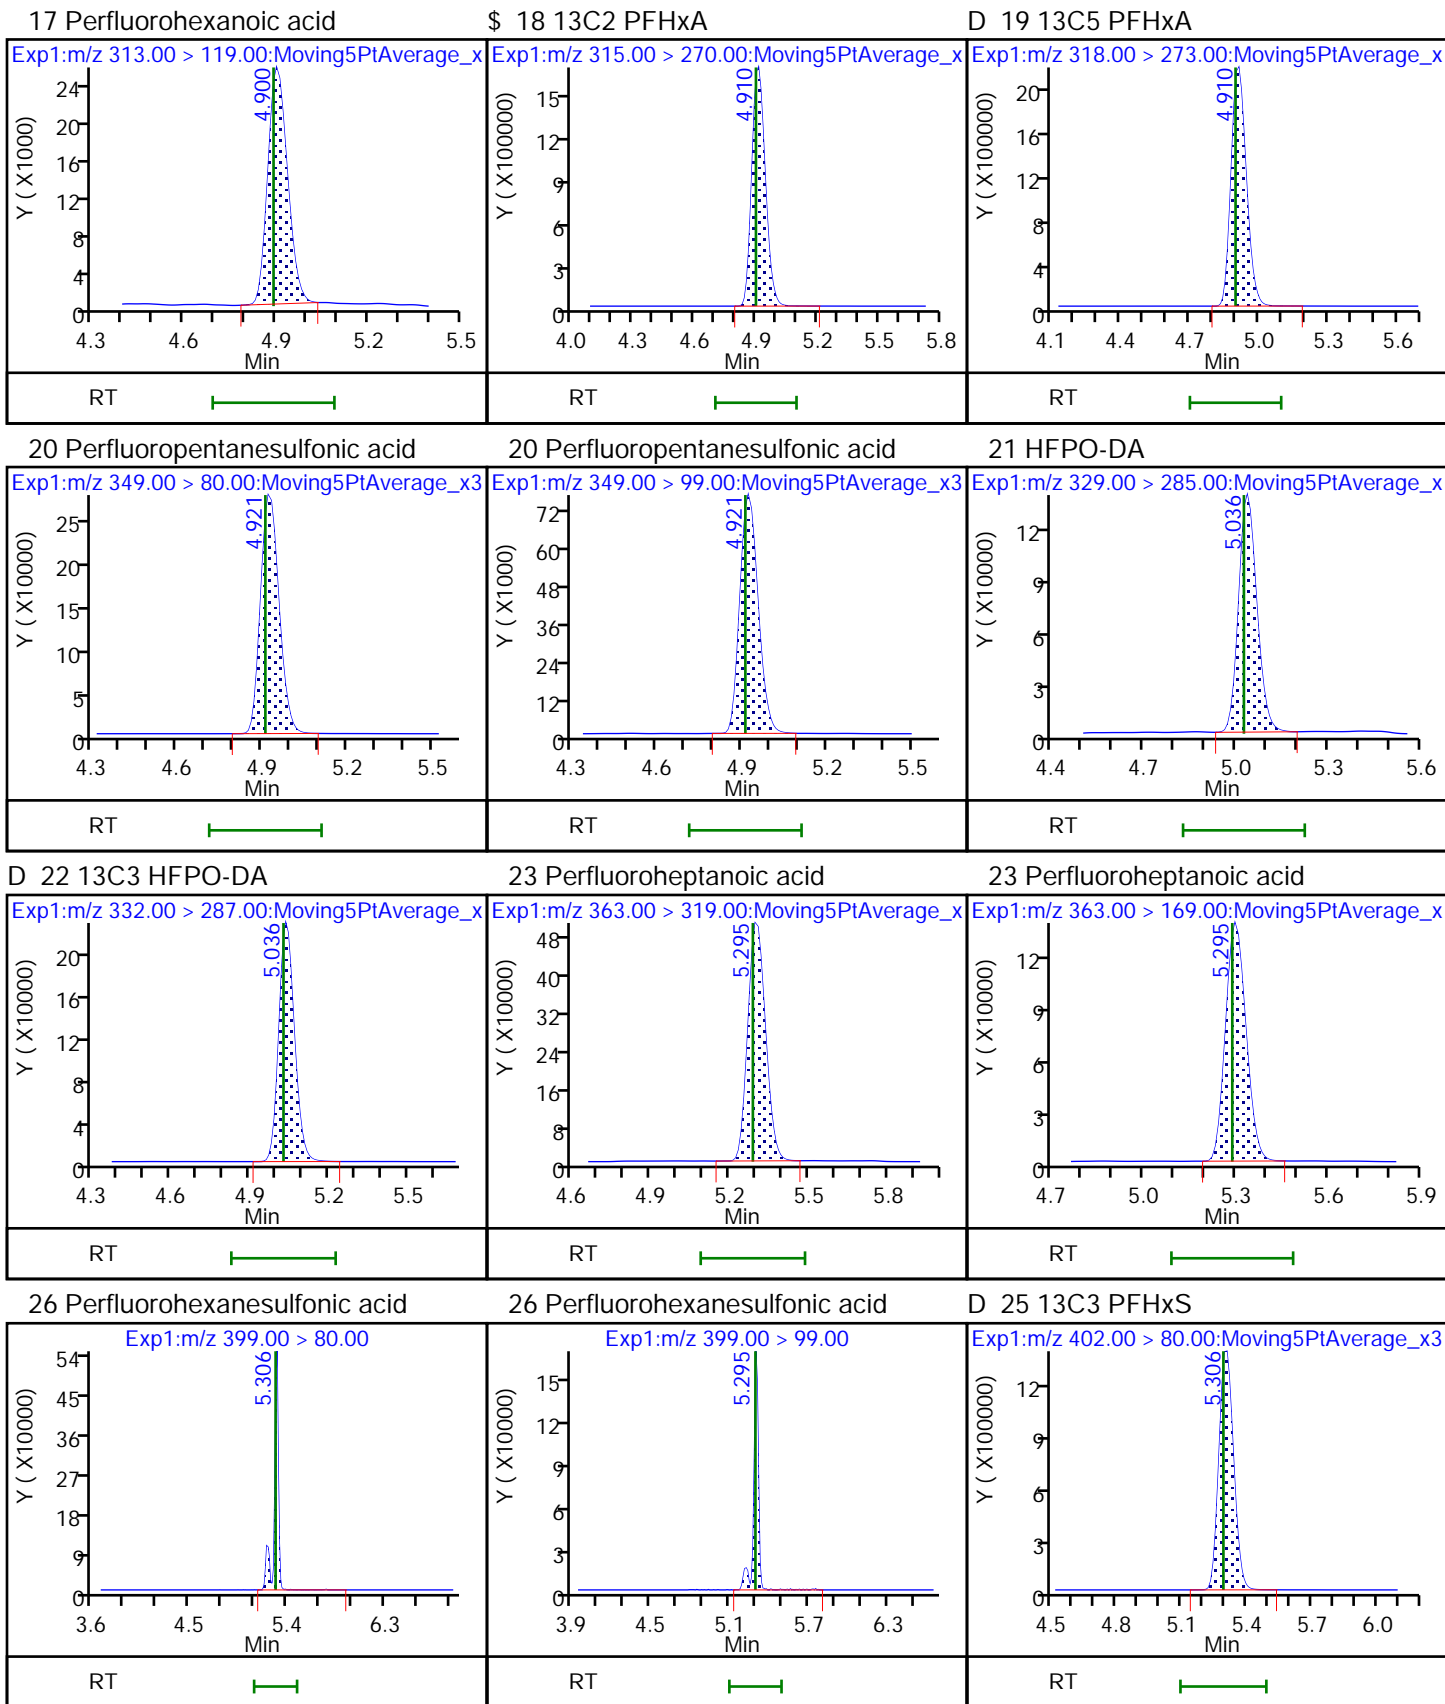 17 Perfluorohexanoic acid
Exp1:m/z 313.00 > 119.00:Moving5PtAverage_x
4.900
Y ( X10000)
24
20
16
12
8
4
0
4.3 4.6 4.9 5.2 5.5
Min
RT
$ 18 13C2 PFHxA
Exp1:m/z 315.00 > 270.00:Moving5PtAverage_x
4.910
Y ( X100000)
15
12
9
6
3
0
4.0 4.3 4.6 4.9 5.2 5.5 5.8
Min
RT
D 19 13C5 PFHxA
Exp1:m/z 318.00 > 273.00:Moving5PtAverage_x
4.910
Y ( X100000)
20
16
12
8
4
0
4.1 4.4 4.7 5.0 5.3 5.6
Min
RT
20 Perfluoropentanesulfonic acid
Exp1:m/z 349.00 > 80.00:Moving5PtAverage_x3
4.921
Y ( X10000)
25
20
15
10
5
0
4.3 4.6 4.9 5.2 5.5
Min
RT
20 Perfluoropentanesulfonic acid
Exp1:m/z 349.00 > 99.00:Moving5PtAverage_x3
4.921
Y ( X1000)
72
60
48
36
24
12
0
4.3 4.6 4.9 5.2 5.5
Min
RT
21 HFPO-DA
Exp1:m/z 329.00 > 285.00:Moving5PtAverage_x
5.036
Y ( X10000)
12
9
6
3
0
4.4 4.7 5.0 5.3 5.6
Min
RT
D 22 13C3 HFPO-DA
Exp1:m/z 332.00 > 287.00:Moving5PtAverage_x
5.036
Y ( X10000)
20
16
12
8
4
0
4.3 4.6 4.9 5.2 5.5
Min
RT
23 Perfluoroheptanoic acid
Exp1:m/z 363.00 > 319.00:Moving5PtAverage_x
5.295
Y ( X10000)
48
40
32
24
16
8
0
4.6 4.9 5.2 5.5 5.8
Min
RT
23 Perfluoroheptanoic acid
Exp1:m/z 363.00 > 169.00:Moving5PtAverage_x
5.295
Y ( X10000)
12
9
6
3
0
4.7 5.0 5.3 5.6 5.9
Min
RT
26 Perfluorohexanesulfonic acid
Exp1:m/z 399.00 > 80.00
5.306
Y ( X10000)
54
45
36
27
18
9
0
3.6 4.5 5.4 6.3
Min
RT
26 Perfluorohexanesulfonic acid
Exp1:m/z 399.00 > 99.00
5.295
Y ( X10000)
15
12
9
6
3
0
3.9 4.5 5.1 5.7 6.3
Min
RT
D 25 13C3 PFHxS
Exp1:m/z 402.00 > 80.00:Moving5PtAverage_x3
5.306
Y ( X100000)
12
9
6
3
0
4.5 4.8 5.1 5.4 5.7 6.0
Min
RT